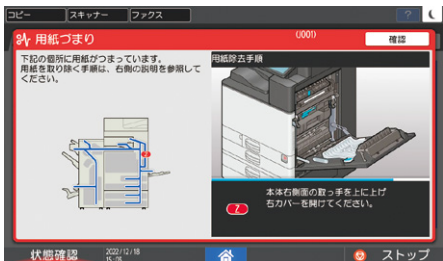 コピー スキャナー ファクス ?
用紙づまり (0001) 確認
下記の個所に用紙がつまっています。
用紙を取り除く手順は、右側の説明を参照して
ください。
用紙除去手順
Z
Z
本体右側面の取っ手を上に上げ
右カバーを開けてください。
状態確認 2022/12/18 ストップ